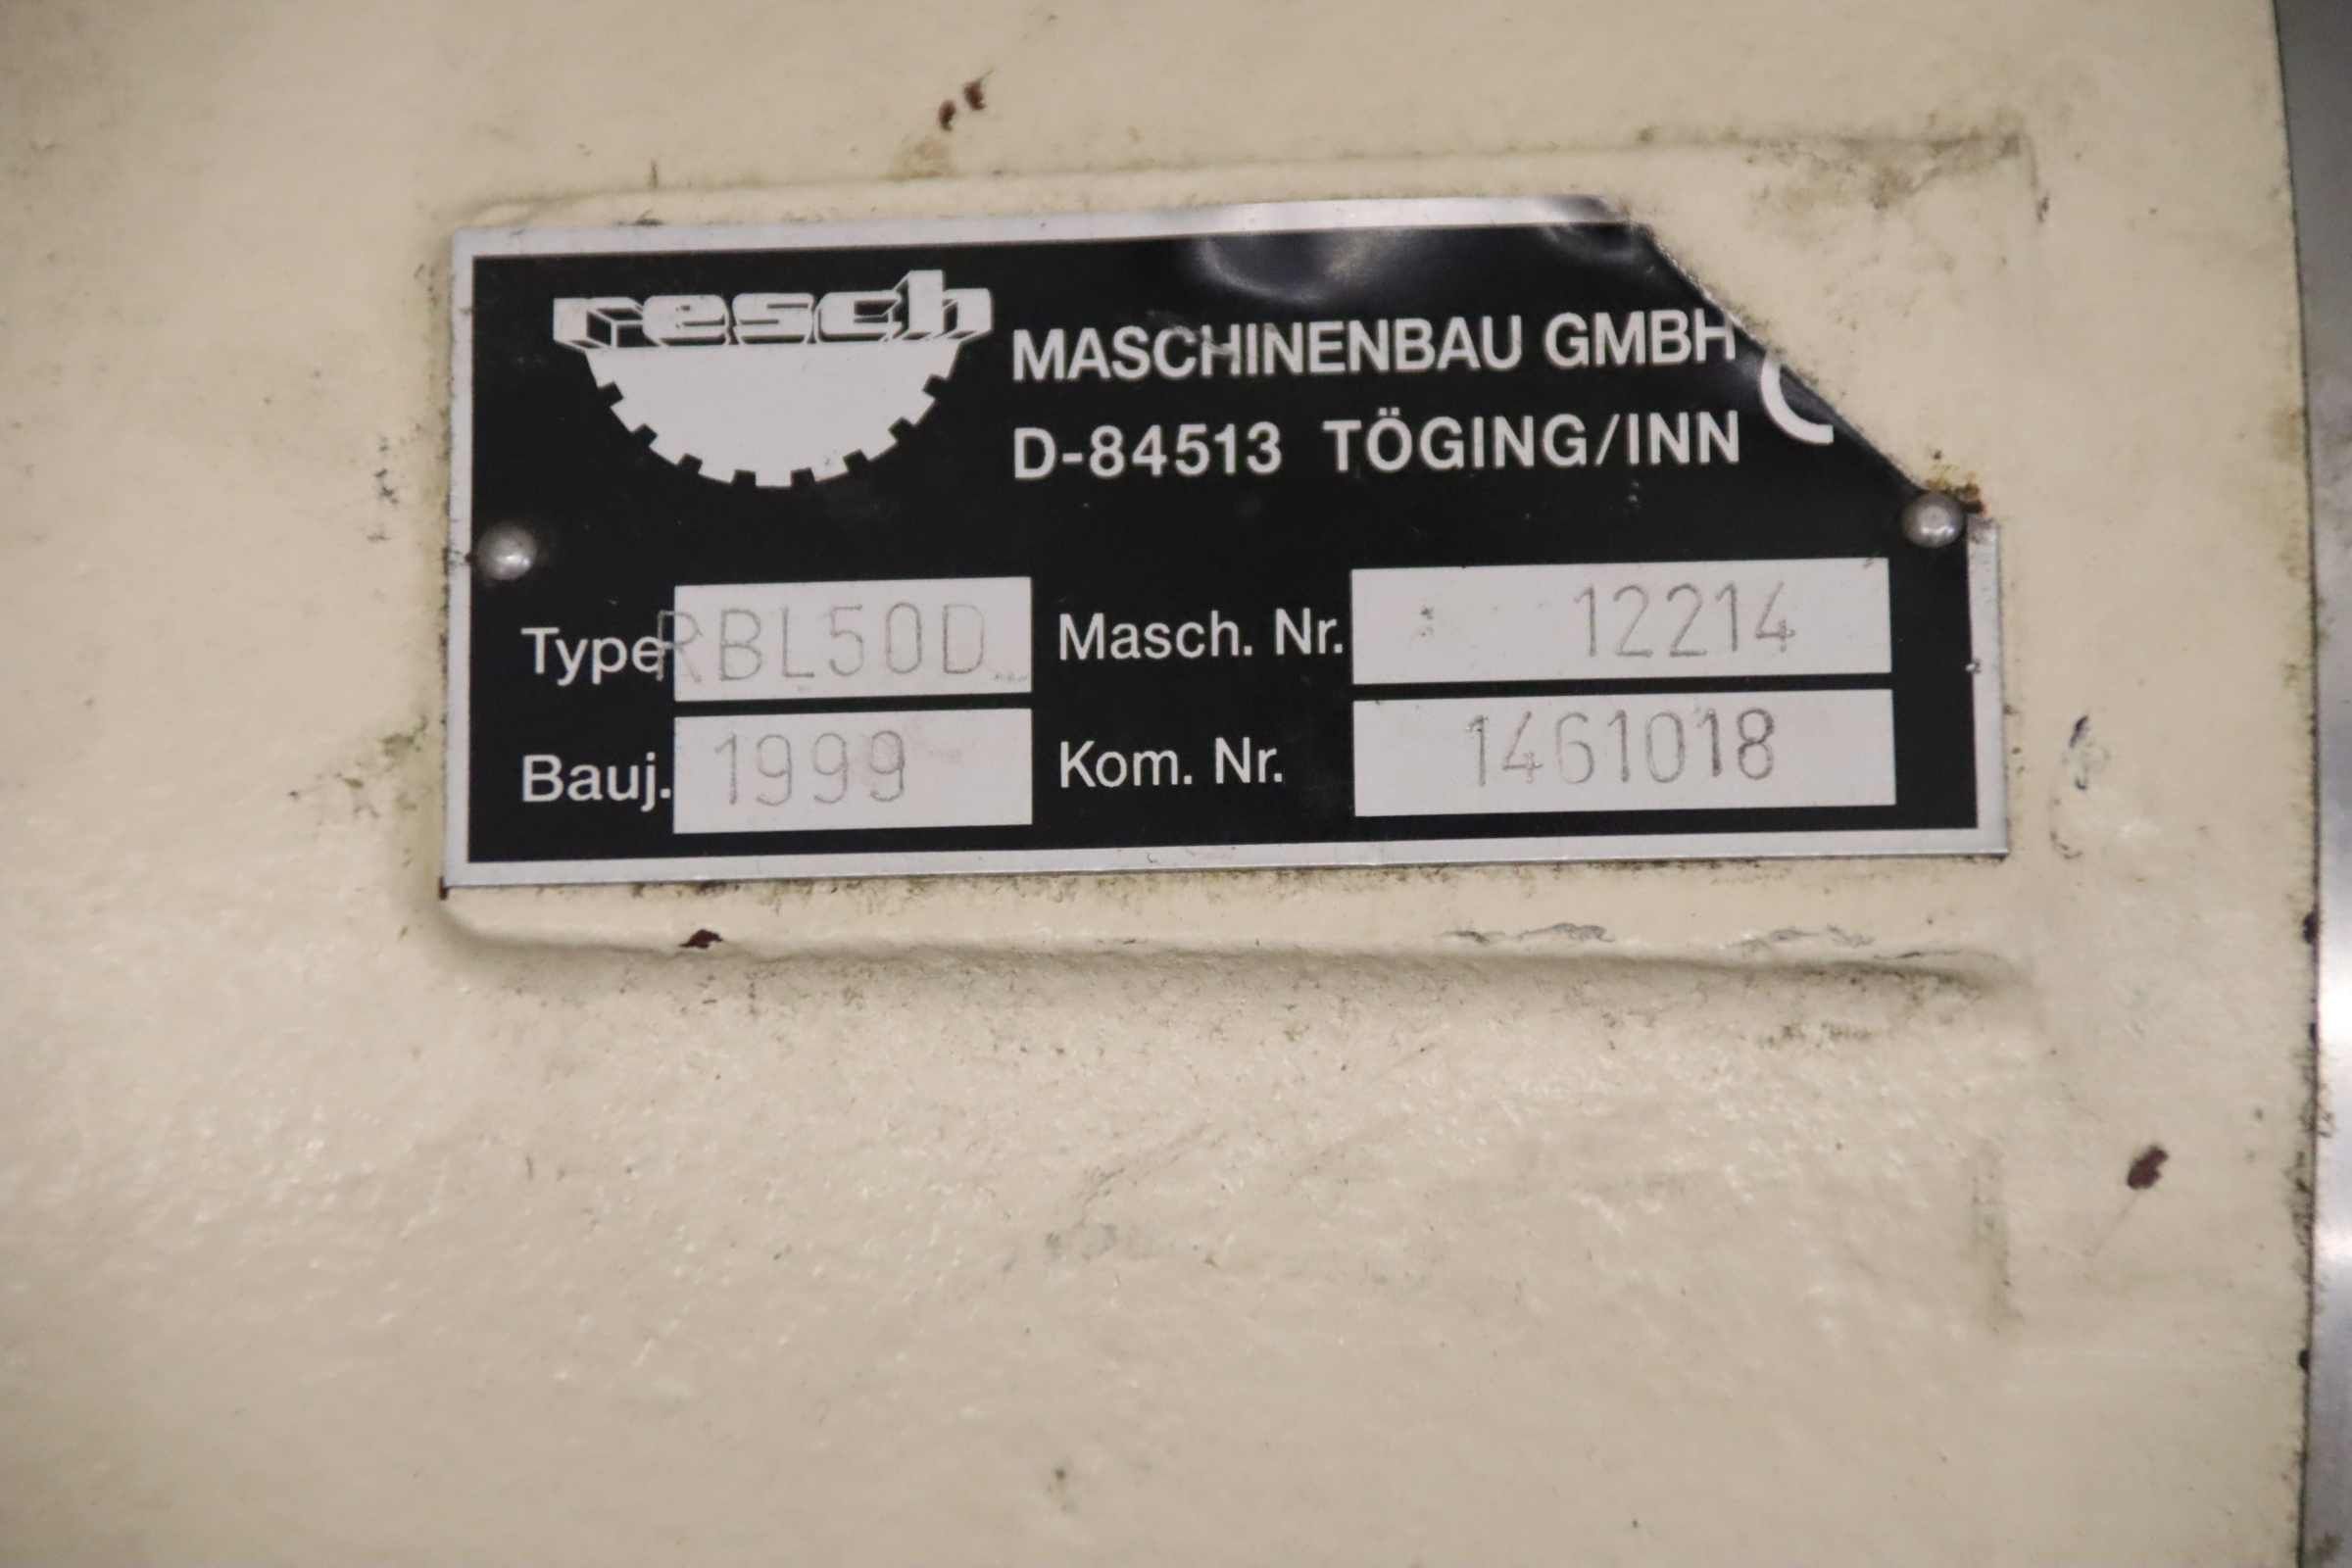 resch
MASCHINENBAU GMBH
D-84513 TÖGING/INN
Type RBL50D Masch. Nr. 12214
Bauj. 1999 Kom. Nr. 1461018